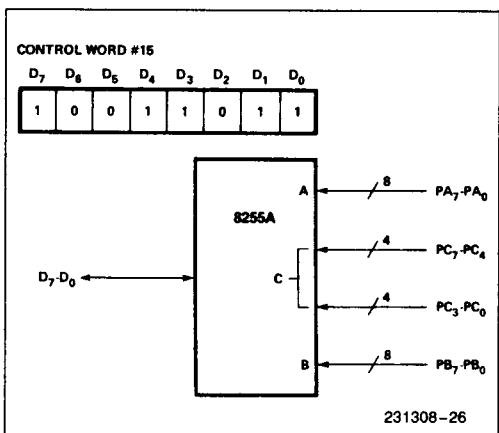 CONTROL WORD #15
D₇ D₆ D₅ D₄ D₃ D₂ D₁ D₀
1 0 0 1 1 0 1 1
8255A
A 8 PA₇-PA₀
4 PC₇-PC₄
D₇-D₀ C
4 PC₃-PC₀
B 8 PB₇-PB₀
231308-26